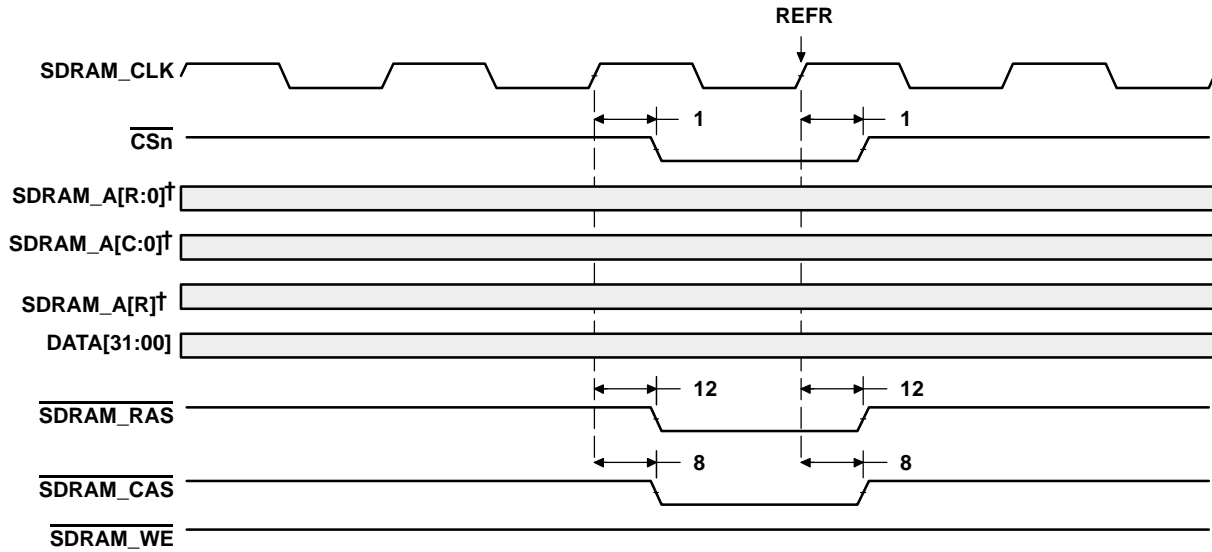 REFR
SDRAM_CLK
1 1
CSn
SDRAM_A[R:0]†
SDRAM_A[C:0]†
SDRAM_A[R]†
DATA[31:00]
12 12
SDRAM_RAS
8 8
SDRAM_CAS
SDRAM_WE